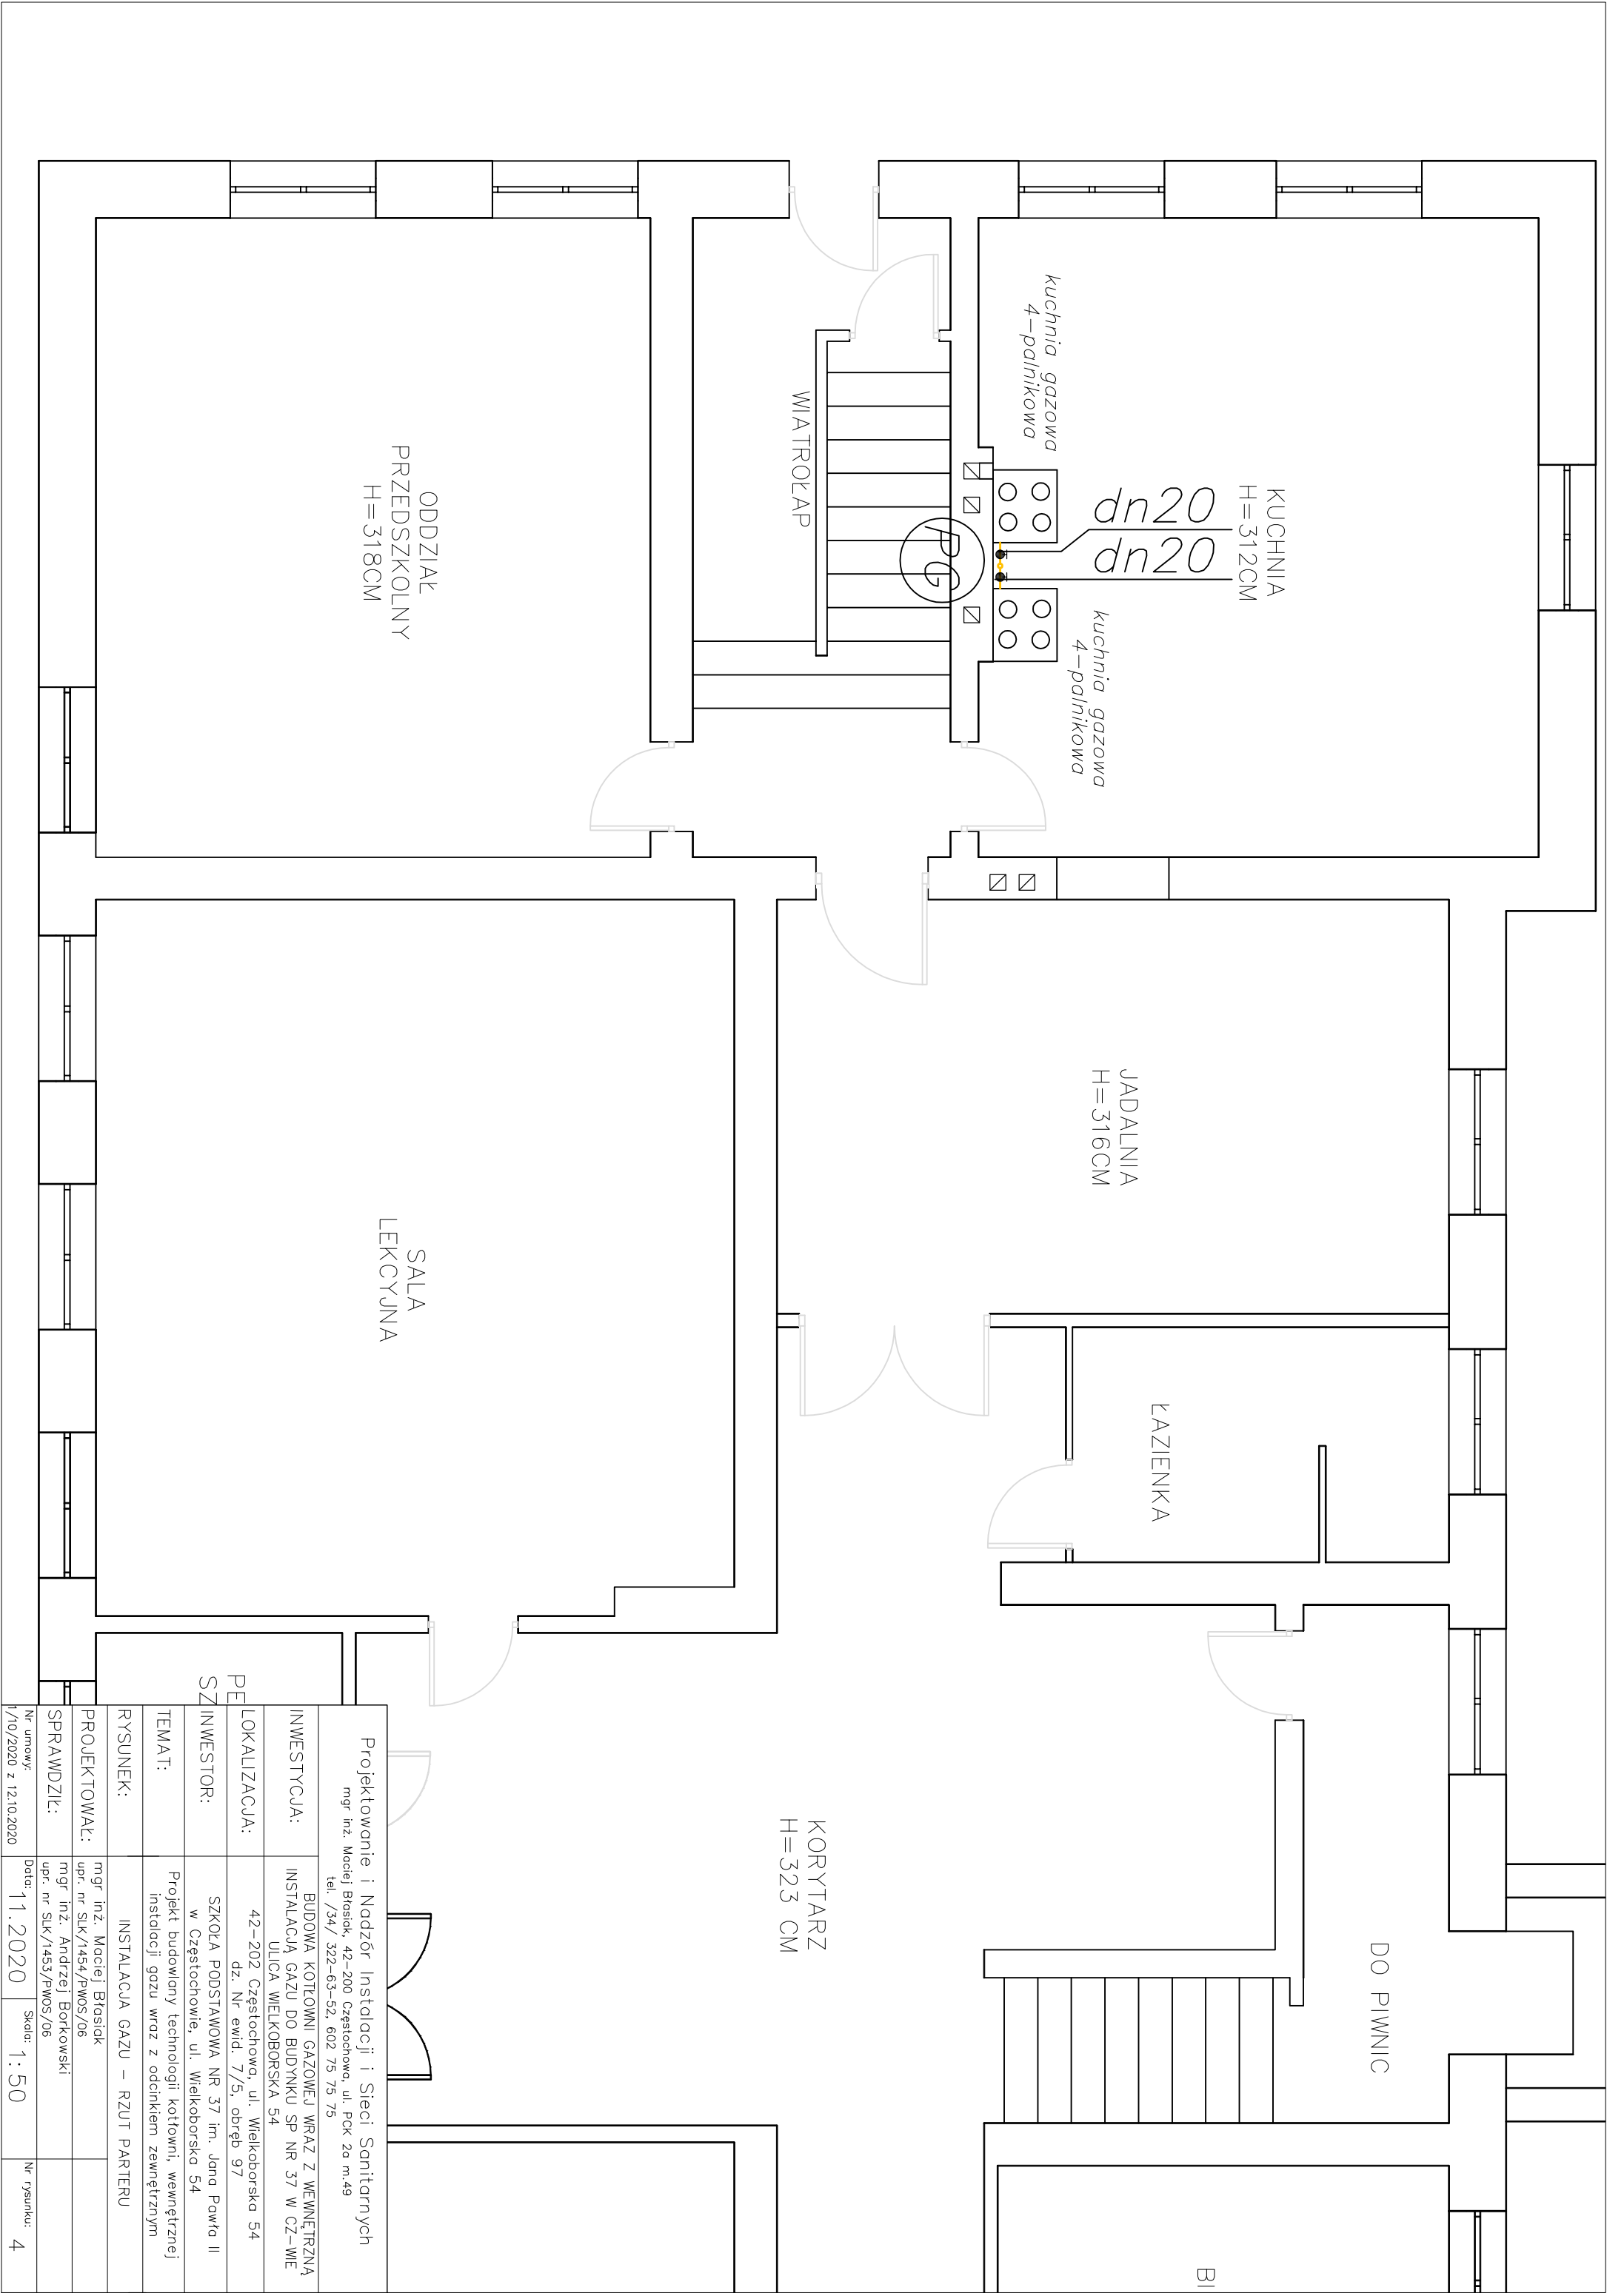 KUCHNIA
H=312CM
dn20
dn20
kuchnia gazowa
4-palnikowa
kuchnia gazowa
4-palnikowa
PG
WIATROŁAP
ODDZIAŁ
PRZEDSZKOLNY
H=318CM
JADALNIA
H=316CM
SALA
LEKCYJNA
ŁAZIENKA
DO PIWNIC
KORYTARZ
H=323 CM
BI
PE
SZ
Projektowanie i Nadzór Instalacji i Sieci Sanitarnych
mgr inż. Maciej Błasiak, 42-200 Częstochowa, ul. PCK 2a m.49
tel. /34/ 322-63-52, 602 75 75 75
INWESTYCJA: BUDOWA KOTŁOWNI GAZOWEJ WRAZ Z WEWNĘTRZNĄ
INSTALACJĄ GAZU DO BUDYNKU SP NR 37 W CZ-WIE
ULICA WIELKOBORSKA 54
LOKALIZACJA: 42-202 Częstochowa, ul. Wielkoborska 54
dz. Nr ewid. 7/5, obręb 97
INWESTOR: SZKOŁA PODSTAWOWA NR 37 im. Jana Pawła II
w Częstochowie, ul. Wielkoborska 54
TEMAT: Projekt budowlany technologii kotłowni, wewnętrznej
instalacji gazu wraz z odcinkiem zewnętrznym
RYSUNEK: INSTALACJA GAZU - RZUT PARTERU
PROJEKTOWAŁ: mgr inż. Maciej Błasiak
upr. nr SLK/1454/PWOS/06
SPRAWDZIŁ: mgr inż. Andrzej Borkowski
upr. nr SLK/1453/PWOS/06
Nr umowy: Data: 11.2020 Skala: 1:50 Nr rysunku: 4
1/10/2020 z 12.10.2020